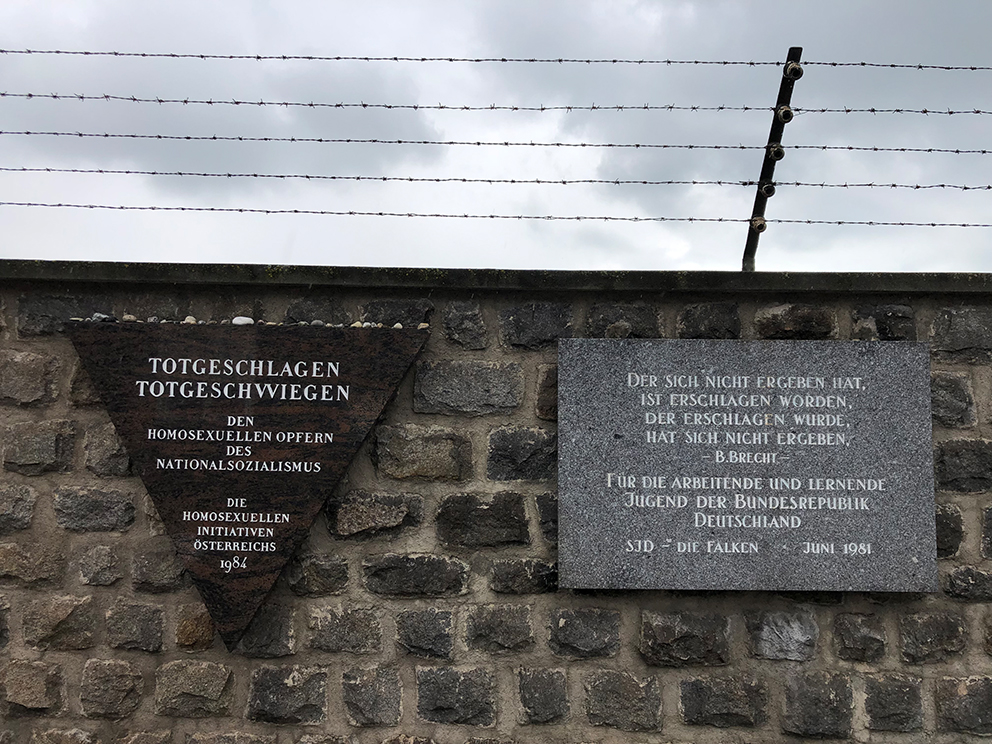 TOTGESCHLAGEN
TOTGESCHWIEGEN
DEN
HOMOSEXUELLEN OPFERN
DES
NATIONALSOZIALISMUS
DIE
HOMOSEXUELLEN
INITIATIVEN
ÖSTERREICHS
1984
DER SICH NICHT ERGEBEN HAT,
IST ERSCHLAGEN WORDEN,
DER ERSCHLAGEN WURDE,
HAT SICH NICHT ERGEBEN,
– B.BRECHT –
FÜR DIE ARBEITENDE UND LERNENDE
JUGEND DER BUNDESREPUBLIK
DEUTSCHLAND
SJD – DIE FALKEN JUNI 1981